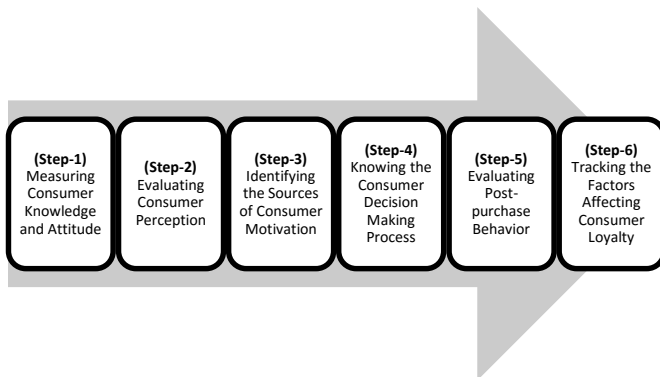 (Step-1)
Measuring
Consumer
Knowledge
and Attitude
(Step-2)
Evaluating
Consumer
Perception
(Step-3)
Identifying
the Sources
of Consumer
Motivation
(Step-4)
Knowing the
Consumer
Decision
Making
Process
(Step-5)
Evaluating
Post-
purchase
Behavior
(Step-6)
Tracking the
Factors
Affecting
Consumer
Loyalty